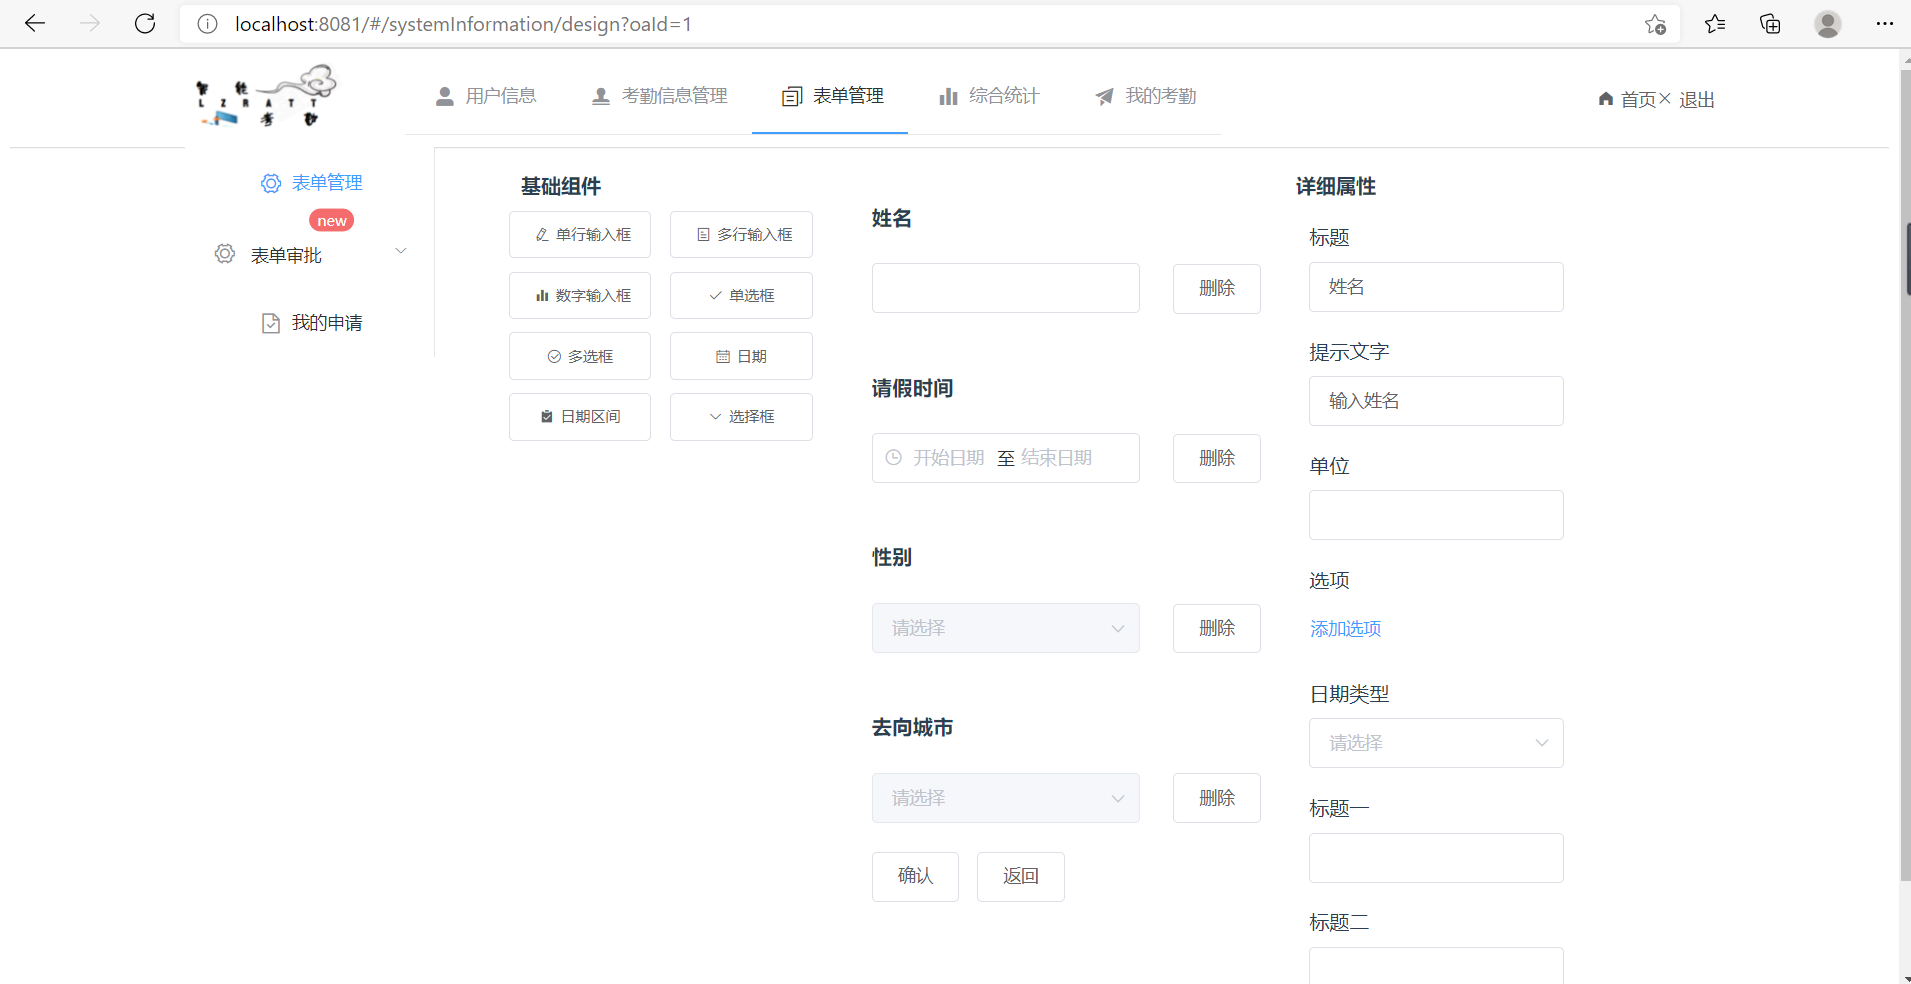 localhost:8081/#/systemInformation/design?oaId=1
智能
L Z R A T T
考勤
用户信息
考勤信息管理
表单管理
综合统计
我的考勤
首页
退出
表单管理
new
表单审批
我的申请
基础组件
单行输入框
多行输入框
数字输入框
单选框
多选框
日期
日期区间
选择框
姓名
删除
请假时间
开始日期 至 结束日期
删除
性别
请选择
删除
去向城市
请选择
删除
确认
返回
详细属性
标题
姓名
提示文字
输入姓名
单位
选项
添加选项
日期类型
请选择
标题一
标题二